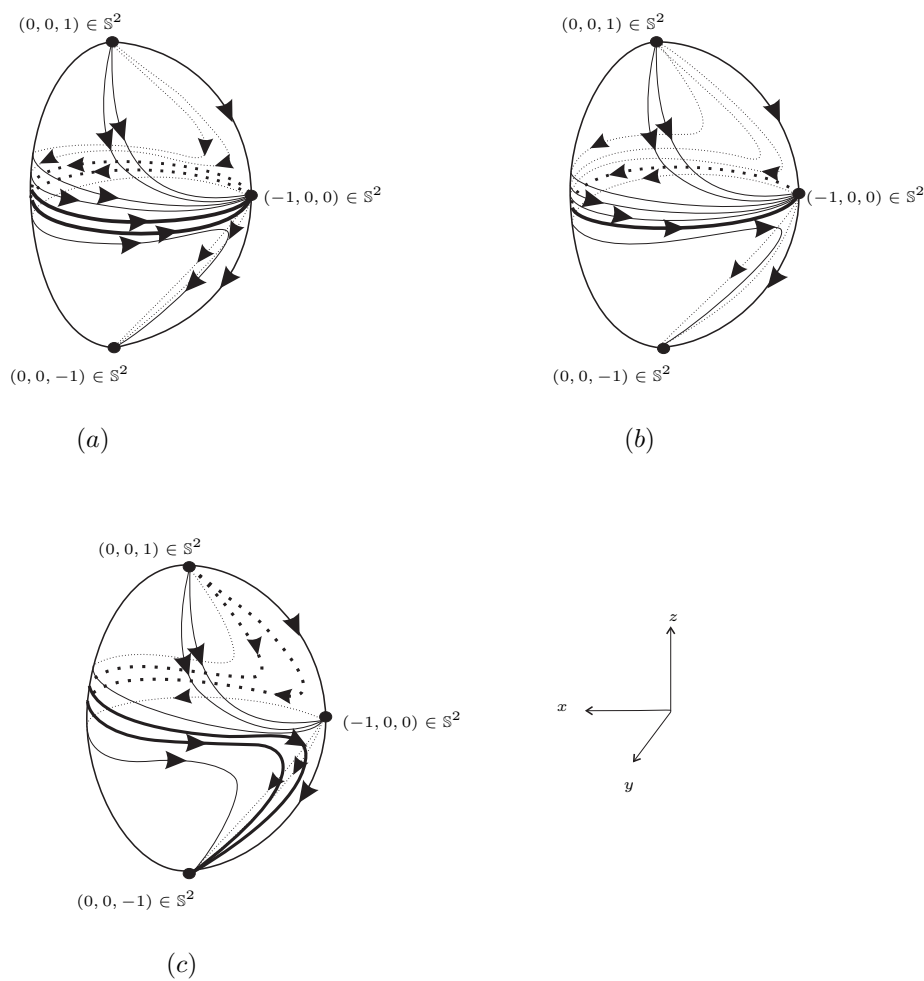 (0, 0, 1) ∈ 𝕊²
(0, 0, 1) ∈ 𝕊²
(−1, 0, 0) ∈ 𝕊²
(−1, 0, 0) ∈ 𝕊²
(0, 0, −1) ∈ 𝕊²
(0, 0, −1) ∈ 𝕊²
(a)
(b)
(0, 0, 1) ∈ 𝕊²
z
x
(−1, 0, 0) ∈ 𝕊²
y
(0, 0, −1) ∈ 𝕊²
(c)